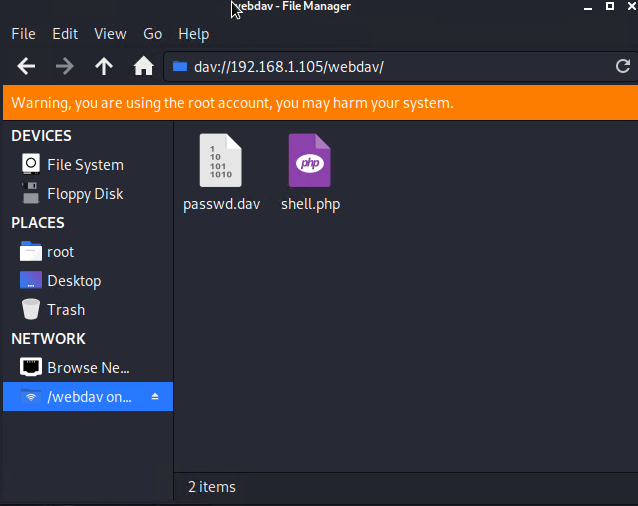 webdav - File Manager
File Edit View Go Help
dav://192.168.1.105/webdav/
Warning, you are using the root account, you may harm your system.
DEVICES
File System
Floppy Disk
PLACES
root
Desktop
Trash
NETWORK
Browse Ne...
/webdav on...
1
10
101
1010
passwd.dav
php
shell.php
2 items